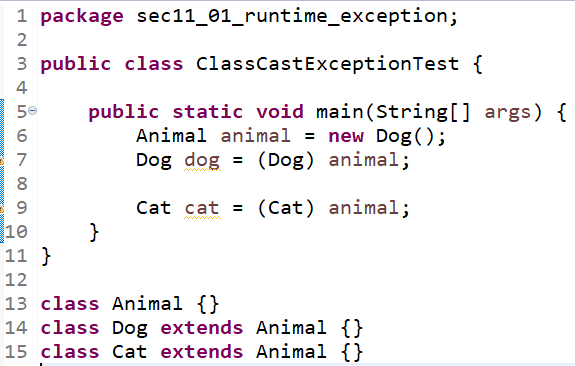 1 package sec11_01_runtime_exception;
2
3 public class ClassCastExceptionTest {
4
5 public static void main(String[] args) {
6 Animal animal = new Dog();
7 Dog dog = (Dog) animal;
8
9 Cat cat = (Cat) animal;
10 }
11 }
12
13 class Animal {}
14 class Dog extends Animal {}
15 class Cat extends Animal {}